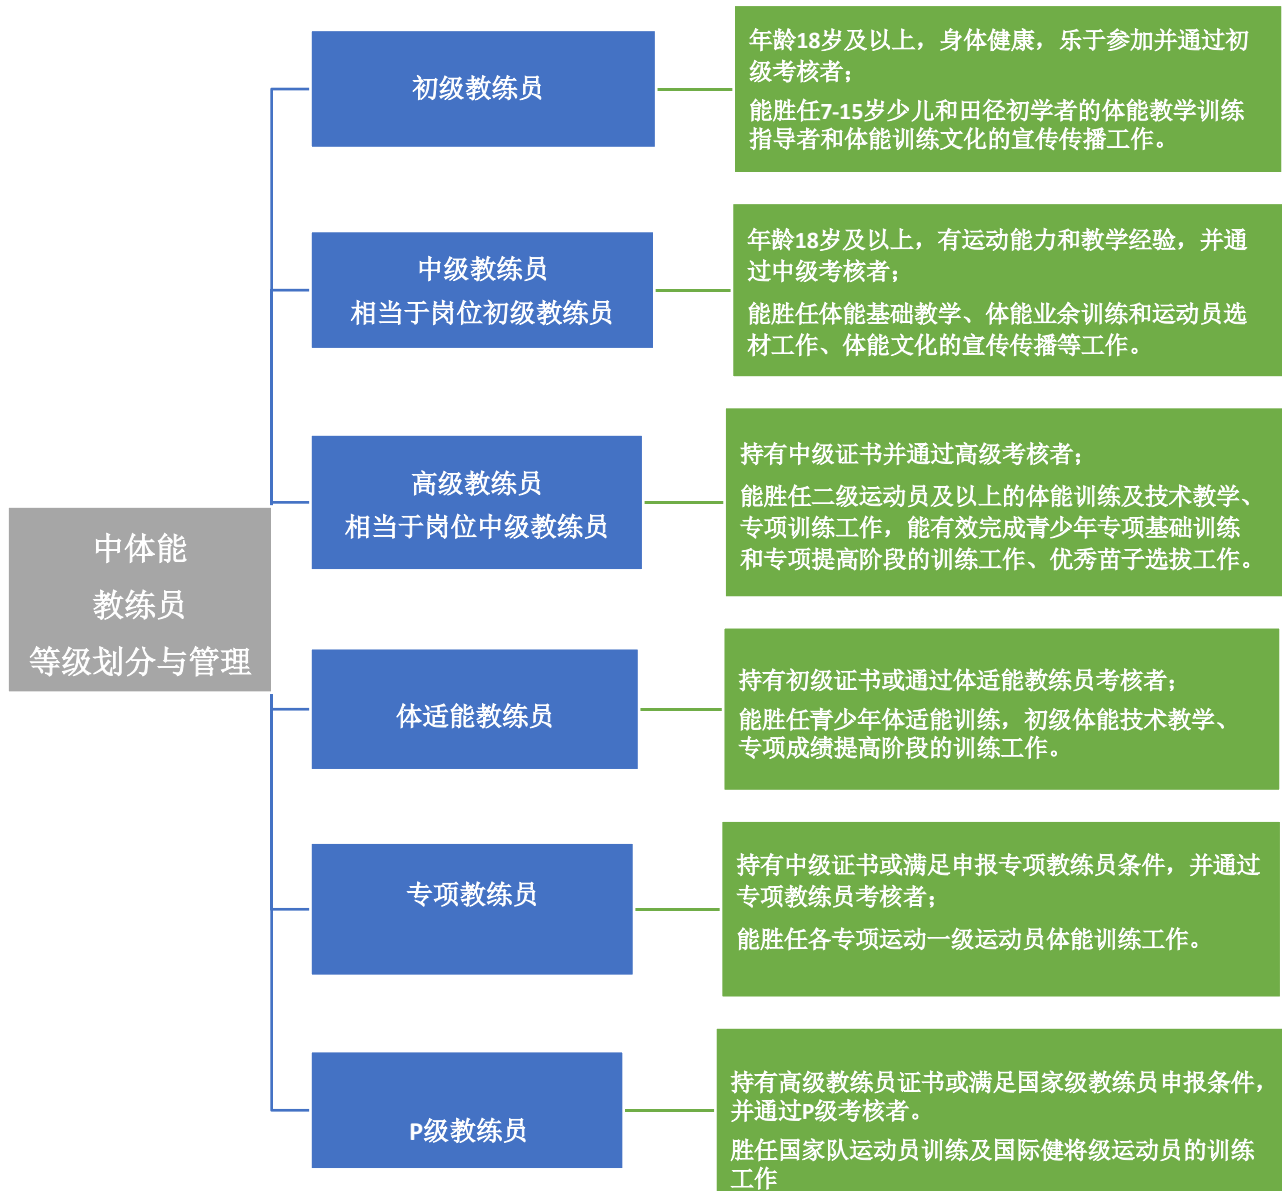 初级教练员
年龄18岁及以上，身体健康，乐于参加并通过初
级考核者；
能胜任7-15岁少儿和田径初学者的体能教学训练
指导者和体能训练文化的宣传传播工作。
中级教练员
相当于岗位初级教练员
年龄18岁及以上，有运动能力和教学经验，并通
过中级考核者；
能胜任体能基础教学、体能业余训练和运动员选
材工作、体能文化的宣传传播等工作。
高级教练员
相当于岗位中级教练员
持有中级证书并通过高级考核者；
能胜任二级运动员及以上的体能训练及技术教学、
专项训练工作，能有效完成青少年专项基础训练
和专项提高阶段的训练工作、优秀苗子选拔工作。
中体能
教练员
等级划分与管理
体适能教练员
持有初级证书或通过体适能教练员考核者；
能胜任青少年体适能训练，初级体能技术教学、
专项成绩提高阶段的训练工作。
专项教练员
持有中级证书或满足申报专项教练员条件，并通过
专项教练员考核者；
能胜任各专项运动一级运动员体能训练工作。
P级教练员
持有高级教练员证书或满足国家级教练员申报条件，
并通过P级考核者。
胜任国家队运动员训练及国际健将级运动员的训练
工作